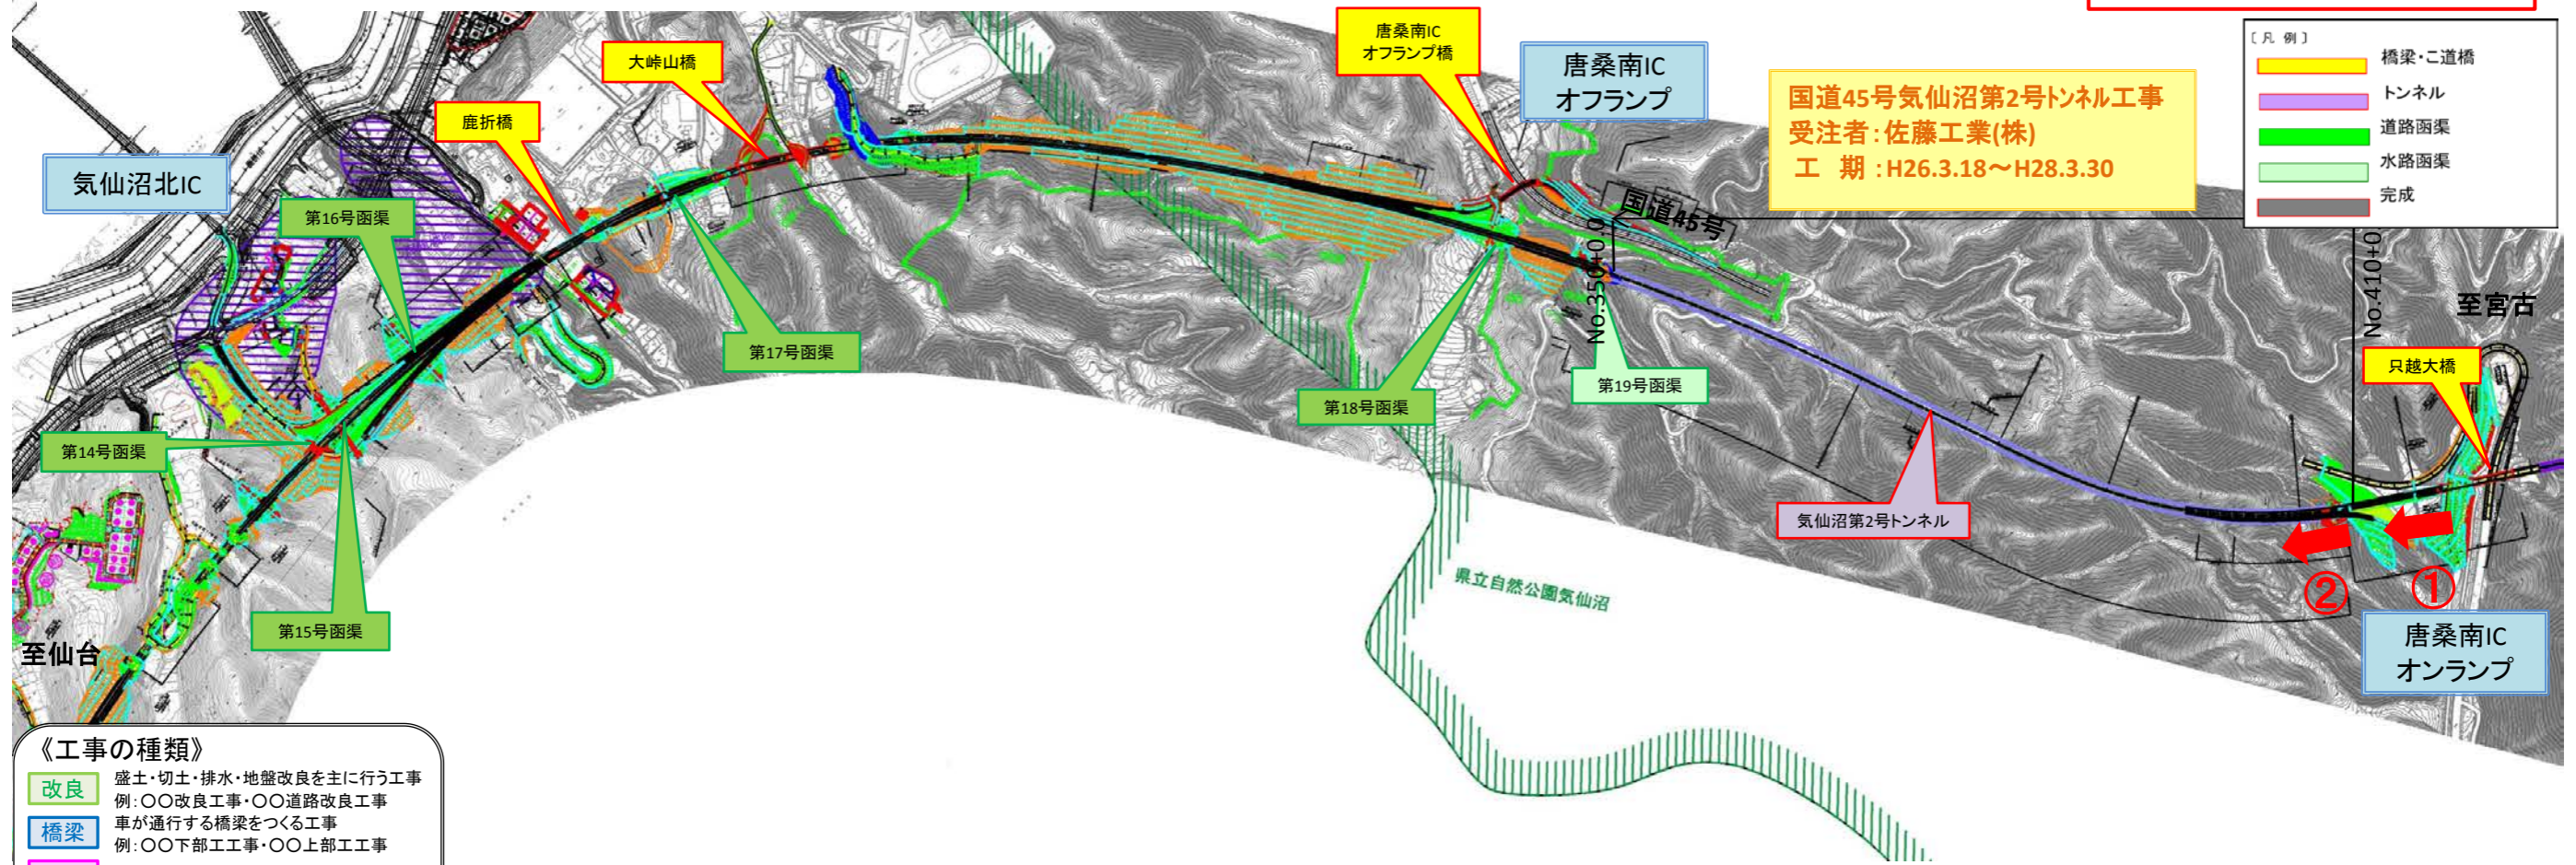 〔凡 例〕
橋梁・こ道橋
トンネル
道路函渠
水路函渠
完成
国道45号気仙沼第2号トンネル工事
受注者：佐藤工業(株)
工 期：H26.3.18～H28.3.30
唐桑南IC
オフランプ橋
唐桑南IC
オフランプ
大峠山橋
鹿折橋
気仙沼北IC
第16号函渠
国道45号
No.350+0.0
No.410+0
至宮古
只越大橋
第17号函渠
第18号函渠
第19号函渠
第14号函渠
気仙沼第2号トンネル
県立自然公園気仙沼
②
①
第15号函渠
至仙台
唐桑南IC
オンランプ
《工事の種類》
改良
盛土・切土・排水・地盤改良を主に行う工事
例：〇〇改良工事・〇〇道路改良工事
橋梁
車が通行する橋梁をつくる工事
例：〇〇下部工工事・〇〇上部工工事